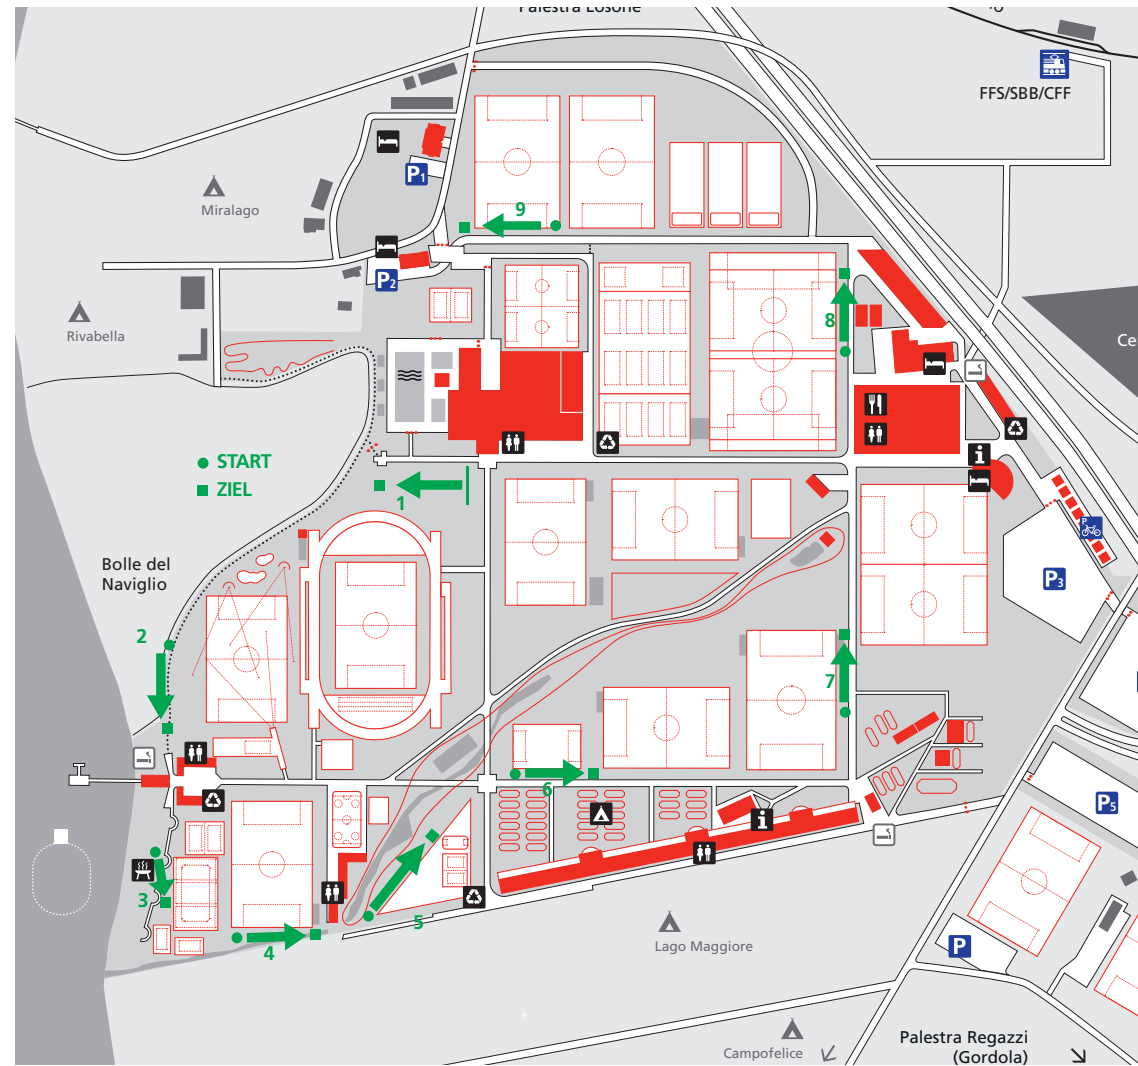 Palestra Losone
FFS/SBB/CFF
P1
Miralago
9
P2
Rivabella
8
Ce
START
ZIEL
1
P
P3
Bolle del
Naviglio
2
7
6
P5
3
4
5
P
Lago Maggiore
Campofelice
Palestra Regazzi
(Gordola)